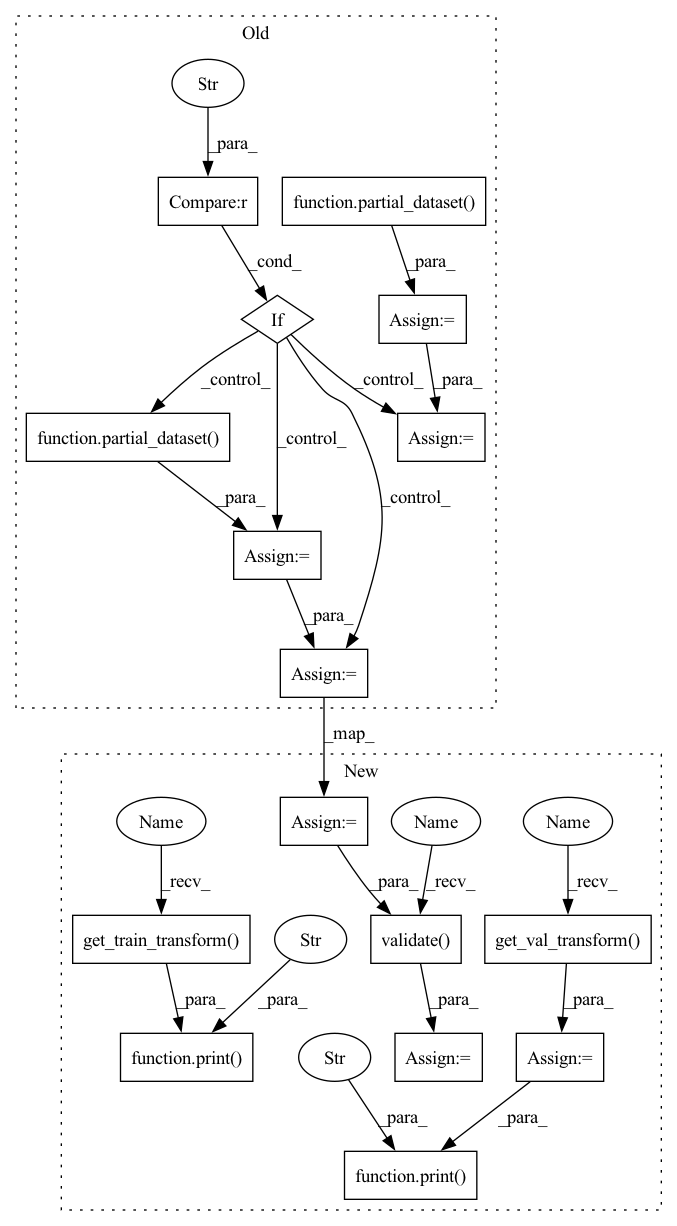 Old
Str
_para_
Compare:r
function.partial_dataset()
_cond_
_para_
If
Assign:=
_control_
_control_
_para_
function.partial_dataset()
_control_
Assign:=
_para_
_control_
Assign:=
_para_
Assign:=
_map_
New
Name
Assign:=
Name
Name
_recv_
_para_
_recv_
_recv_
get_train_transform()
Str
validate()
get_val_transform()
_para_
_para_
_para_
_para_
function.print()
Str
Assign:=
Assign:=
_para_
_para_
function.print()